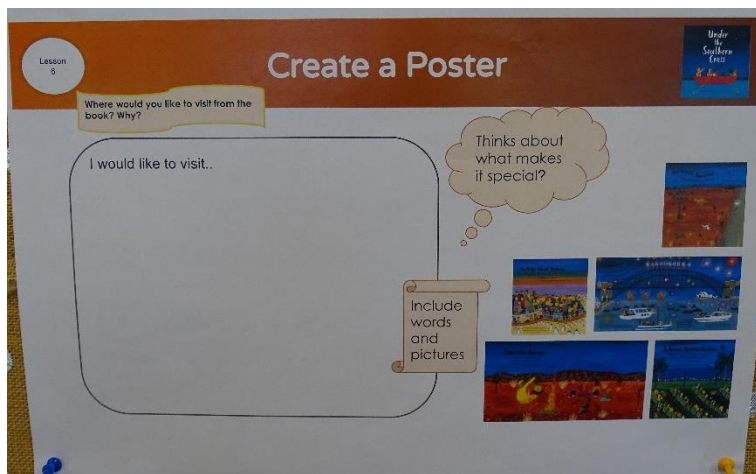 Lesson
6
Create a Poster
Under
the
Southern
Cross
Where would you like to visit from the
book? Why?
I would like to visit..
Thinks about
what makes
it special?
Include
words
and
pictures